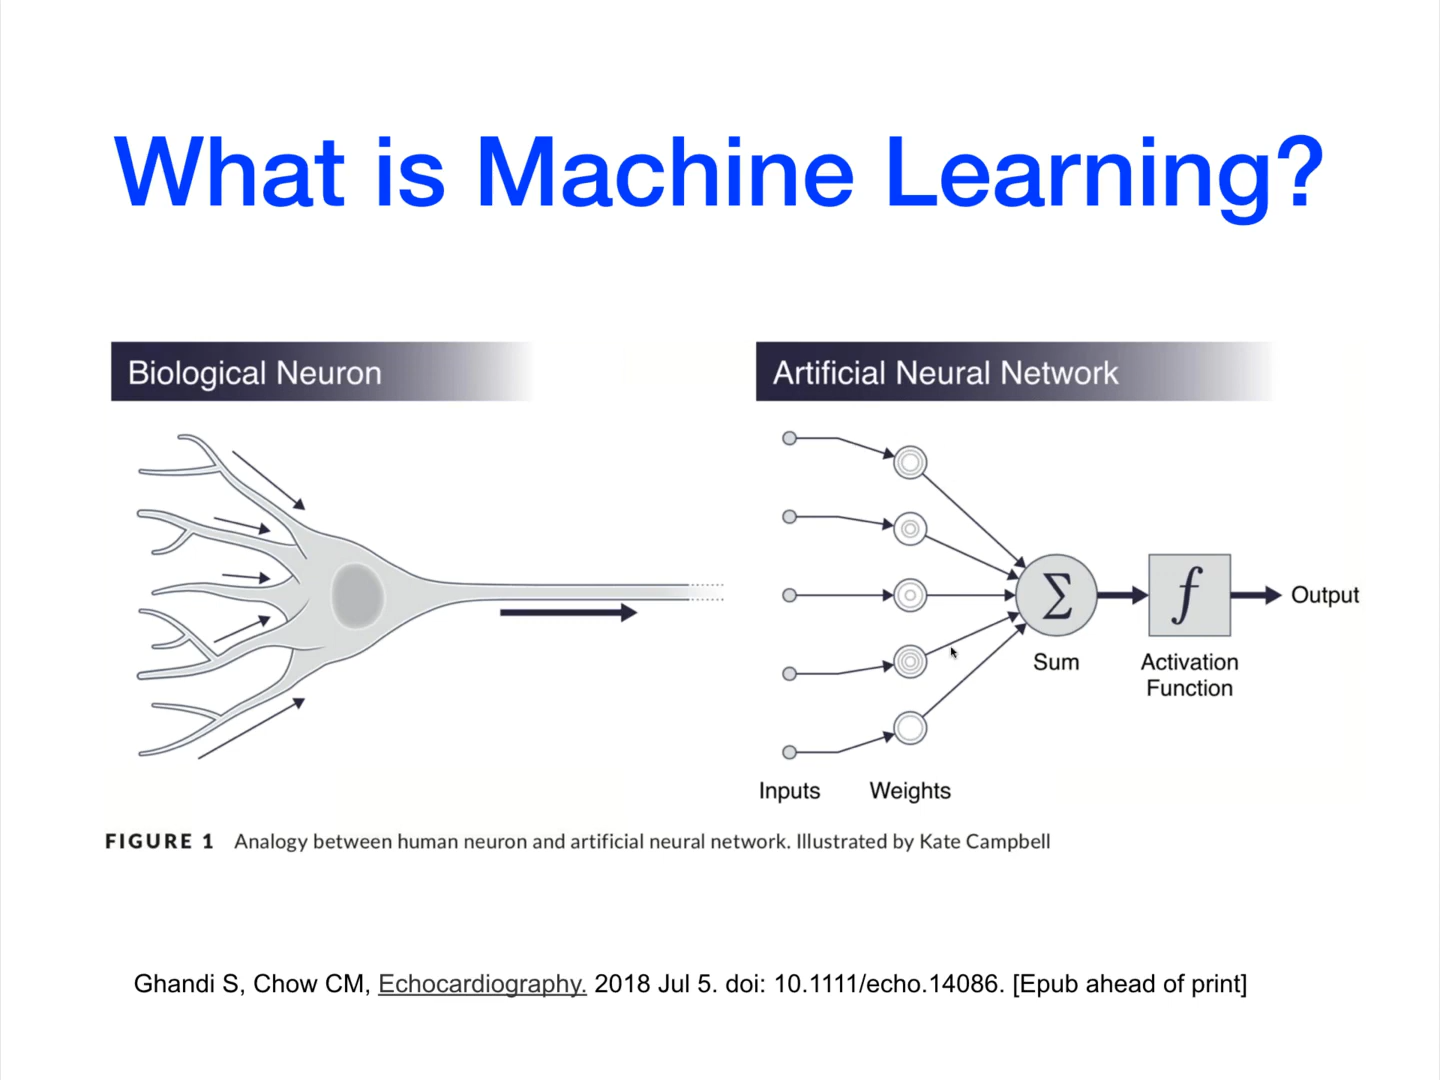 What is Machine Learning?
Biological Neuron
Artificial Neural Network
Σ
f
Output
Sum
Activation
Function
Inputs
Weights
FIGURE 1 Analogy between human neuron and artificial neural network. Illustrated by Kate Campbell
Ghandi S, Chow CM, Echocardiography. 2018 Jul 5. doi: 10.1111/echo.14086. [Epub ahead of print]